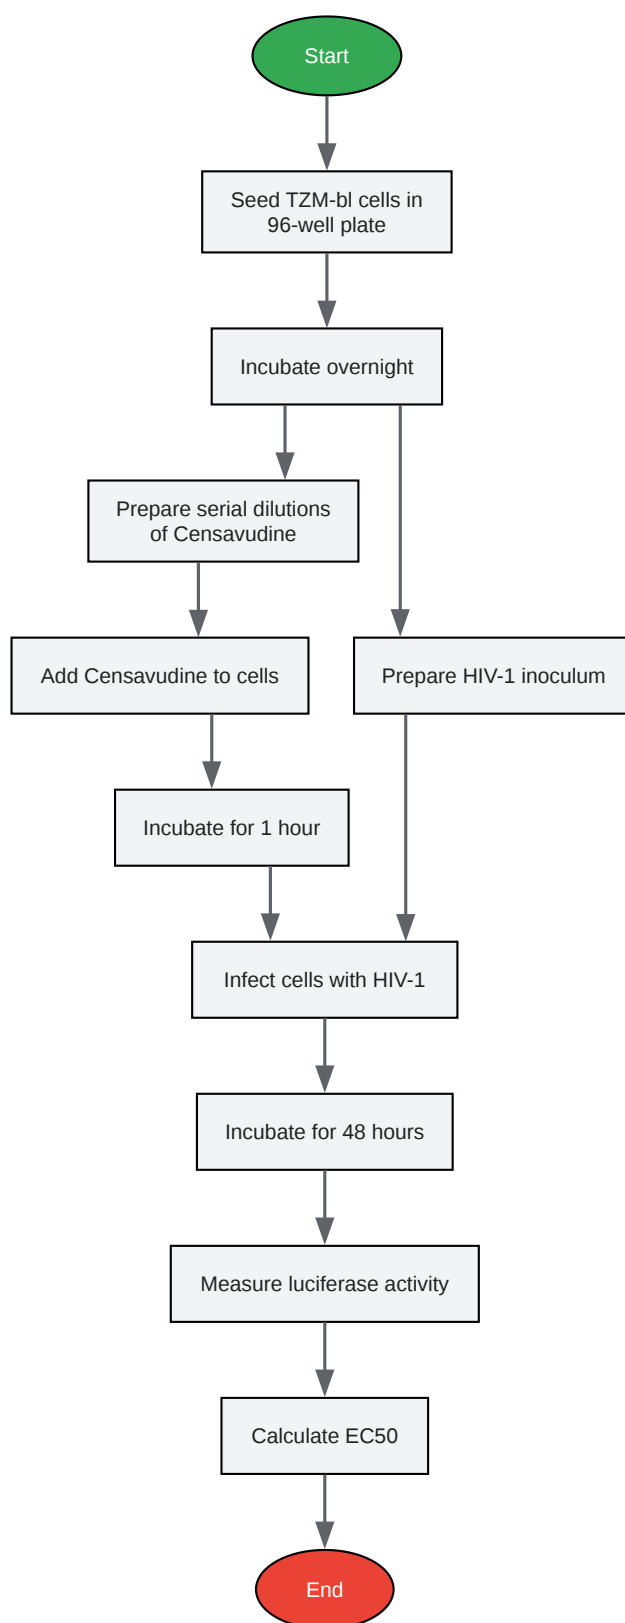 Start
Seed TZM-bl cells in
96-well plate
Incubate overnight
Prepare serial dilutions
of Censavudine
Add Censavudine to cells
Prepare HIV-1 inoculum
Incubate for 1 hour
Infect cells with HIV-1
Incubate for 48 hours
Measure luciferase activity
Calculate EC50
End